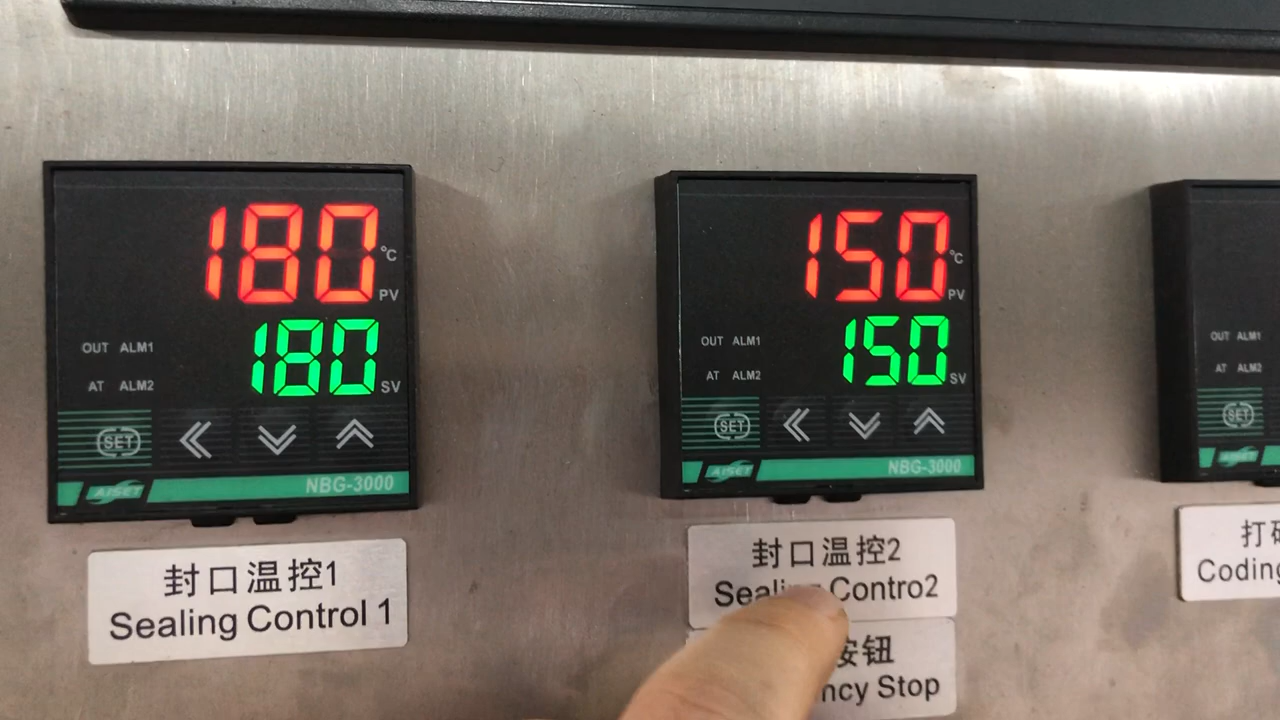 180
°C
PV
180
SV
OUT ALM1
AT ALM2
SET
AISET
NBG-3000
封口温控1
Sealing Control 1
150
°C
PV
150
SV
OUT ALM1
AT ALM2
SET
AISET
NBG-3000
封口温控2
Contro2
按钮
Stop
OUT ALM1
AT ALM2
SET
AISET
打
Coding